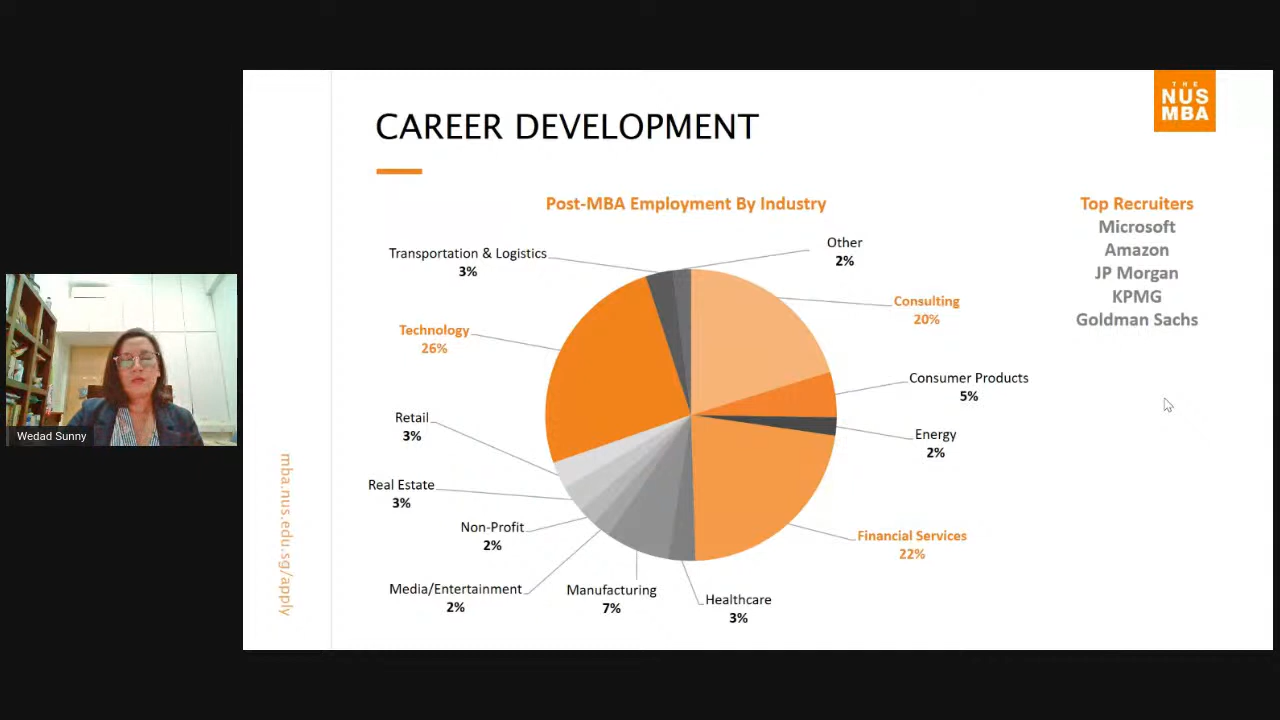 THE
NUS
MBA
CAREER DEVELOPMENT
Post-MBA Employment By Industry
Top Recruiters
Microsoft
Amazon
JP Morgan
KPMG
Goldman Sachs
Other
2%
Transportation & Logistics
3%
Consulting
20%
Technology
26%
Consumer Products
5%
Retail
3%
Energy
2%
Real Estate
3%
Non-Profit
2%
Financial Services
22%
Media/Entertainment
2%
Manufacturing
7%
Healthcare
3%
Wedad Sunny
mba.nus.edu.sg/apply